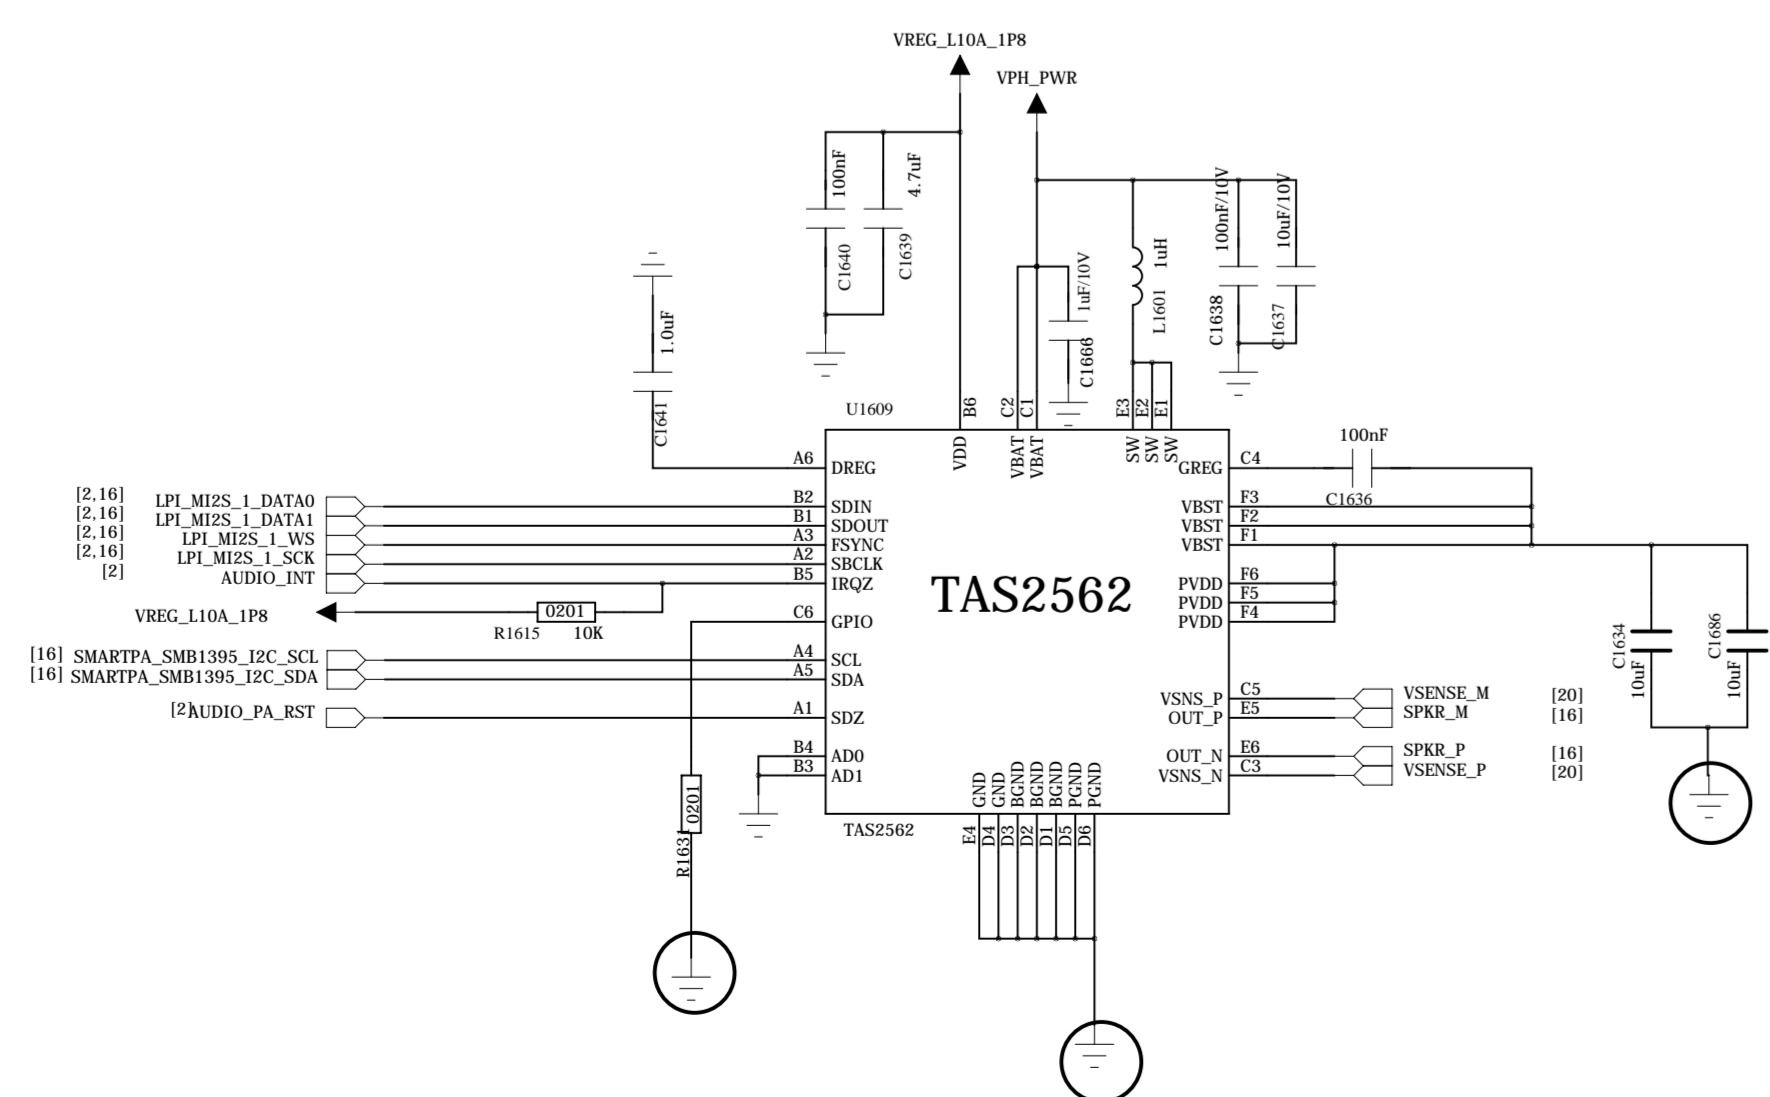 VREG_L10A_1P8
VPH_PWR
100nF
4.7uF
C1640
C1639
100nF/10V
10uF/10V
1uH
L1601
C1638
C1637
1uF/10V
C1666
1.0uF
C1641
U1609
B6
C2
C1
E3
E2
E1
VDD
VBAT
VBAT
SW
SW
SW
A6 DREG
GREG C4
100nF
C1636
[2,16] LPI_MI2S_1_DATA0 B2 SDIN
VBST F3
[2,16] LPI_MI2S_1_DATA1 B1 SDOUT
VBST F2
[2,16] LPI_MI2S_1_WS A3 FSYNC
VBST F1
[2,16] LPI_MI2S_1_SCK A2 SBCLK
[2] AUDIO_INT B5 IRQZ
PVDD F6
PVDD F5
PVDD F4
TAS2562
VREG_L10A_1P8
0201
R1615 10K
C6 GPIO
C1634
10uF
C1686
10uF
[16] SMARTPA_SMB1395_I2C_SCL A4 SCL
[16] SMARTPA_SMB1395_I2C_SDA A5 SDA
[2] AUDIO_PA_RST A1 SDZ
VSNS_P C5 VSENSE_M [20]
OUT_P E5 SPKR_M [16]
B4 AD0
B3 AD1
OUT_N E6 SPKR_P [16]
VSNS_N C3 VSENSE_P [20]
0201
R1631
GND
GND
BGND
BGND
BGND
PGND
PGND
TAS2562
E4
D4
D3
D2
D1
D5
D6